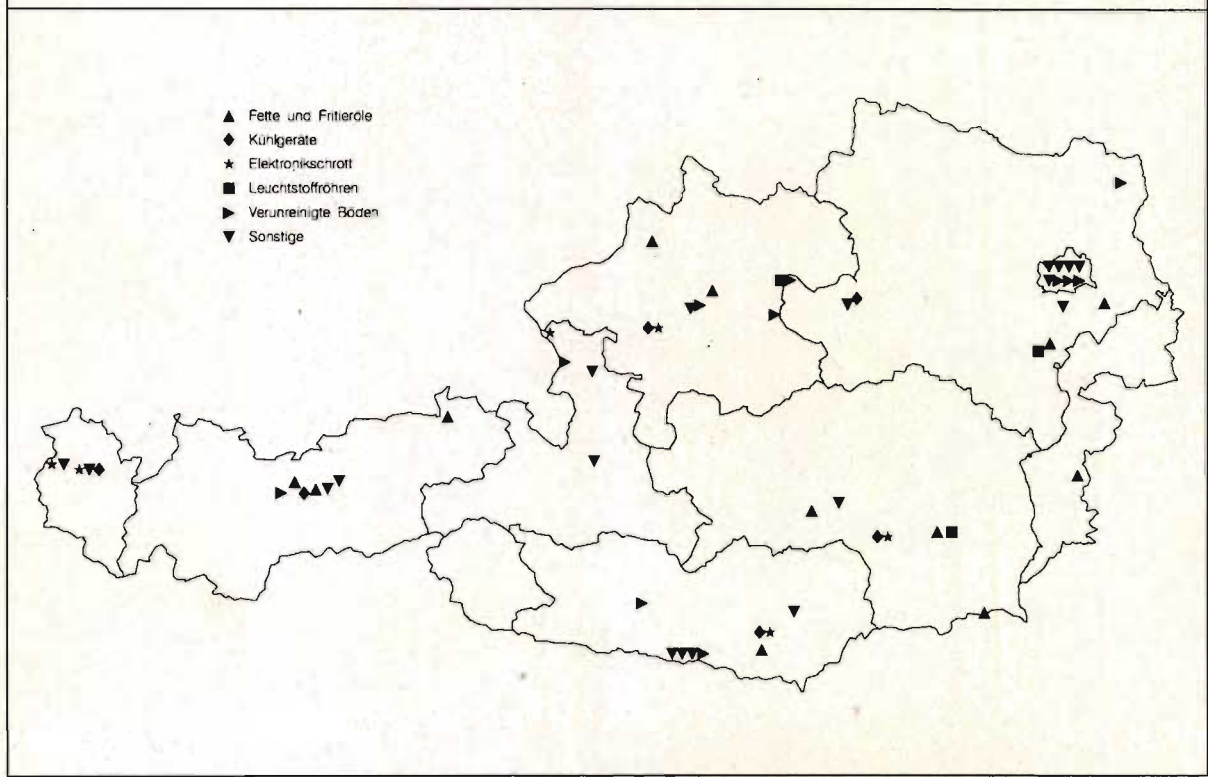 Fette und Fritieröle
Kühlgeräte
Elektronikschrott
Leuchtstoffröhren
Verunreinigte Böden
Sonstige